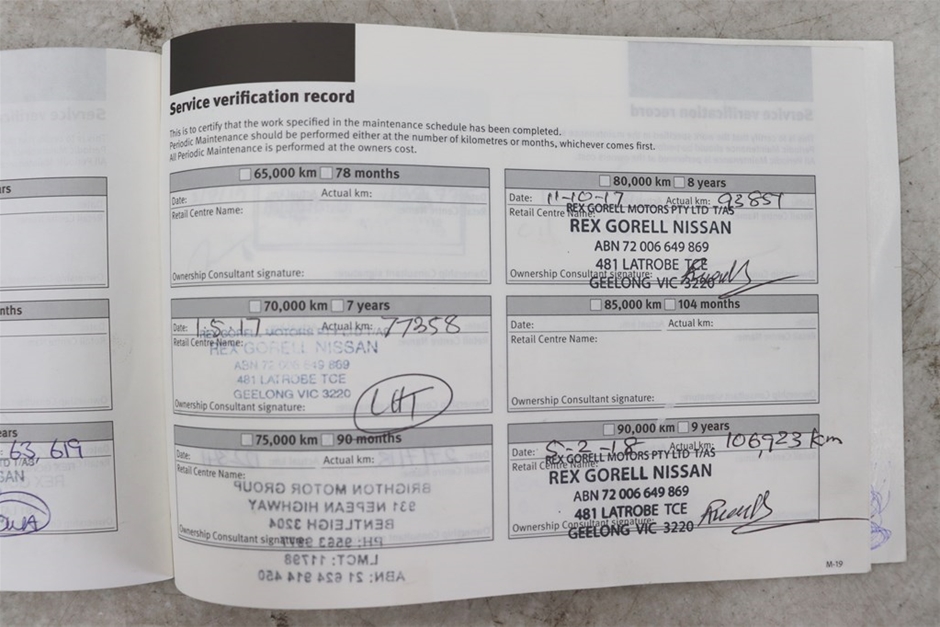 Service verification record
This is to certify that the work specified in the maintenance schedule has been completed.
Periodic Maintenance should be performed either at the number of kilometres or months, whichever comes first.
All Periodic Maintenance is performed at the owners cost.
65,000 km 78 months
Date: Actual km:
Retail Centre Name:
Ownership Consultant signature:
70,000 km 7 years
Date: 1-5-17 Actual km: 77358
Retail Centre Name:
REX GORELL MOTORS PTY LTD T/AS
REX GORELL NISSAN
ABN 72 006 649 869
481 LATROBE TCE
GEELONG VIC 3220
Ownership Consultant signature:
75,000 km 90 months
Date: Actual km:
Retail Centre Name:
BRIGHTON MOTOR GROUP
931 NEPEAN HIGHWAY
BENTLEIGH 3204
Ownership Consultant signature:
PH: 9563
LMCT: 11798
ABN: 21 624 914 450
80,000 km 8 years
Date: 11-10-17 Actual km: 93851
Retail Centre Name:
REX GORELL MOTORS PTY LTD T/AS
REX GORELL NISSAN
ABN 72 006 649 869
481 LATROBE TCE
Ownership Consultant signature:
GEELONG VIC 3220
85,000 km 104 months
Date: Actual km:
Retail Centre Name:
Ownership Consultant signature:
90,000 km 9 years
Date: 5-2-18 Actual km: 106,923 km
Retail Centre Name:
REX GORELL MOTORS PTY LTD T/AS
REX GORELL NISSAN
ABN 72 006 649 869
481 LATROBE TCE
Ownership Consultant signature:
GEELONG VIC 3220
M-19
63 619